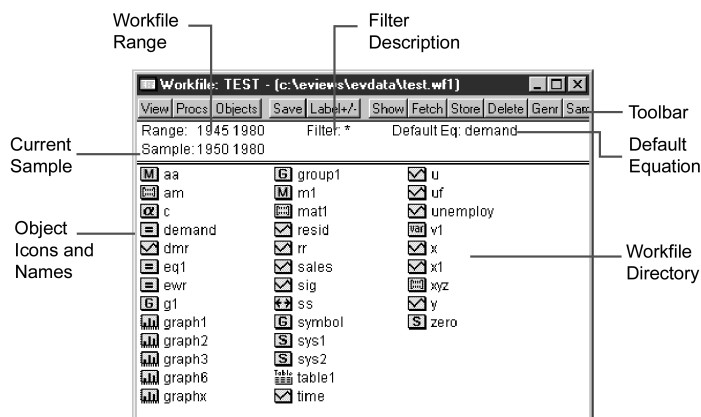 Workfile
Range
Filter
Description
Workfile: TEST - (c:\eviews\evdata\test.wf1)
View Procs Objects Save Label+/- Show Fetch Store Delete Genr Sam
Toolbar
Range: 1945 1980 Filter: * Default Eq: demand
Sample: 1950 1980
Current
Sample
Default
Equation
Object
Icons and
Names
Workfile
Directory
M aa
am
α c
= demand
dmr
= eq1
= ewr
G g1
graph1
graph2
graph3
graph6
graphx
G group1
M m1
mat1
resid
rr
sales
sig
ss
G symbol
S sys1
S sys2
Table table1
time
u
uf
unemploy
var v1
x
x1
xyz
y
S zero